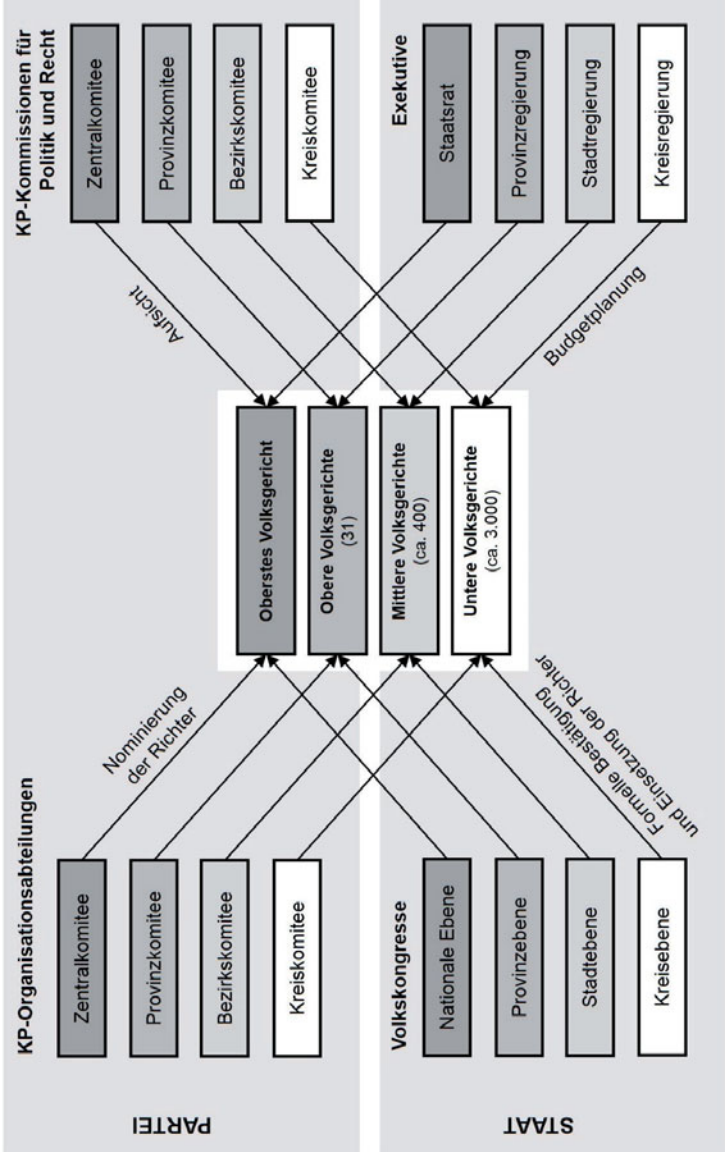 PARTEI
KP-Organisationsabteilungen
Zentralkomitee
Provinzkomitee
Bezirkskomitee
Kreiskomitee
Nominierung
der Richter
KP-Kommissionen für
Politik und Recht
Zentralkomitee
Provinzkomitee
Bezirkskomitee
Kreiskomitee
Aufsicht
Oberstes Volksgericht
Obere Volksgerichte
(31)
Mittlere Volksgerichte
(ca. 400)
Untere Volksgerichte
(ca. 3.000)
STAAT
Volkskongresse
Nationale Ebene
Provinzebene
Stadtebene
Kreisebene
Formelle Bestätigung
und Einsetzung der Richter
Exekutive
Staatsrat
Provinzregierung
Stadtregierung
Kreisregierung
Budgetplanung